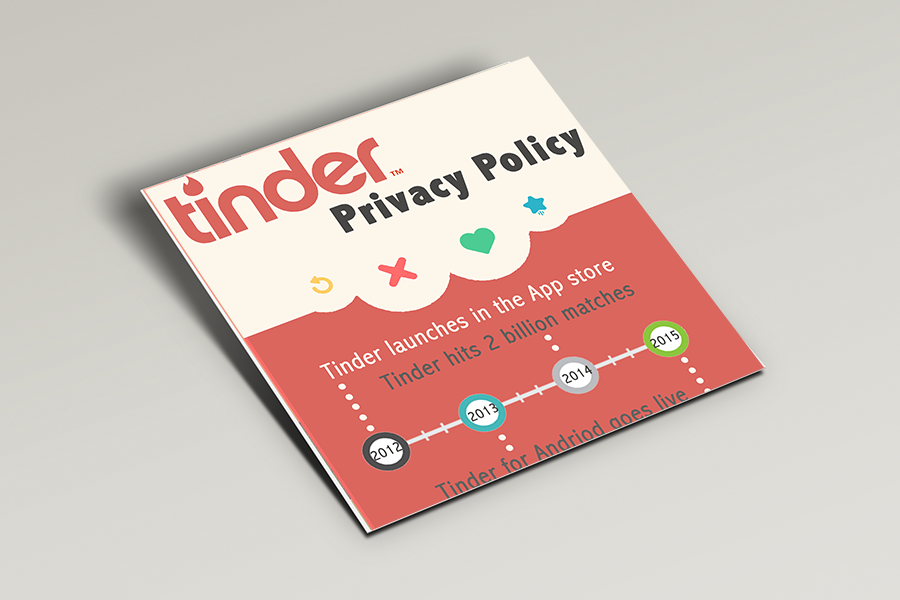 tinder™
Privacy Policy
Tinder launches in the App store
Tinder hits 2 billion matches
2015
2014
2013
2012
Tinder for Andriod goes live